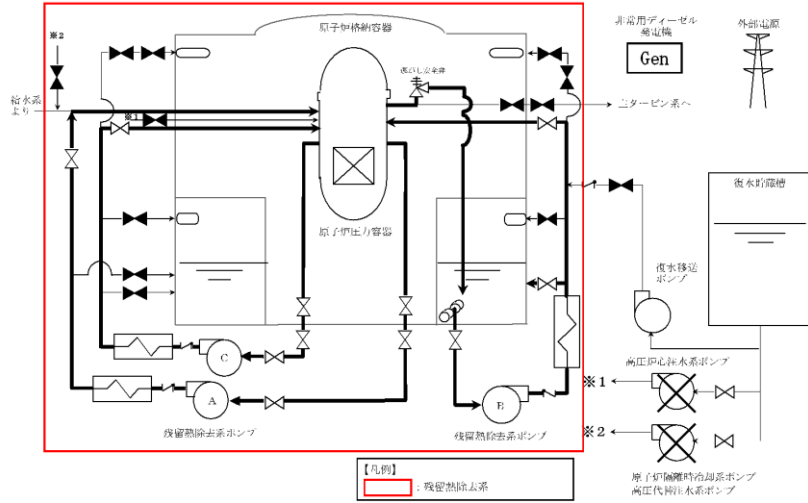 ※2
原子炉格納容器
逃がし安全弁
非常用ディーゼル
発電機
Gen
外部電源
給水系
より
※1
主タービン系へ
原子炉圧力容器
復水貯蔵槽
復水移送
ポンプ
C
A
B
残留熱除去系ポンプ
残留熱除去系ポンプ
高圧炉心注水系ポンプ
※1
※2
原子炉隔離時冷却系ポンプ
高圧代替注水系ポンプ
【凡例】
：残留熱除去系